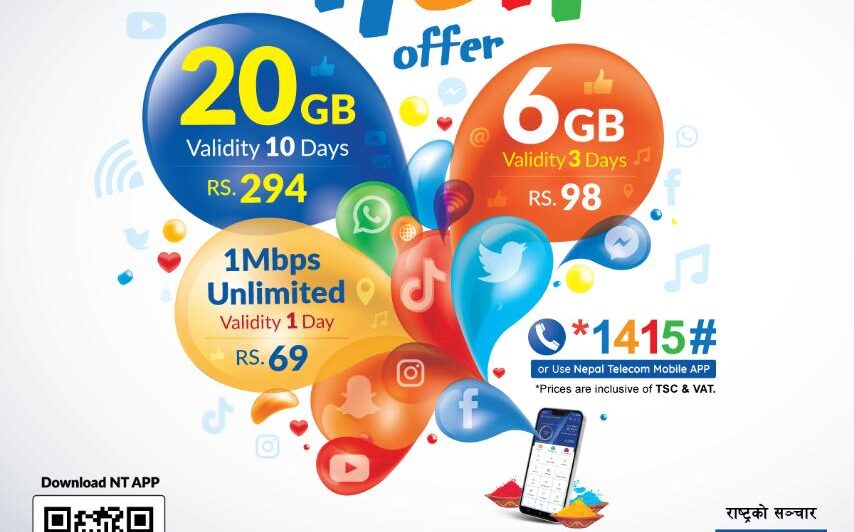 offer
20GB
Validity 10 Days
RS. 294
6GB
Validity 3 Days
RS. 98
1Mbps
Unlimited
Validity 1 Day
RS. 69
*1415#
or Use Nepal Telecom Mobile APP
*Prices are inclusive of TSC & VAT.
Download NT APP
राष्ट्रको सञ्चार